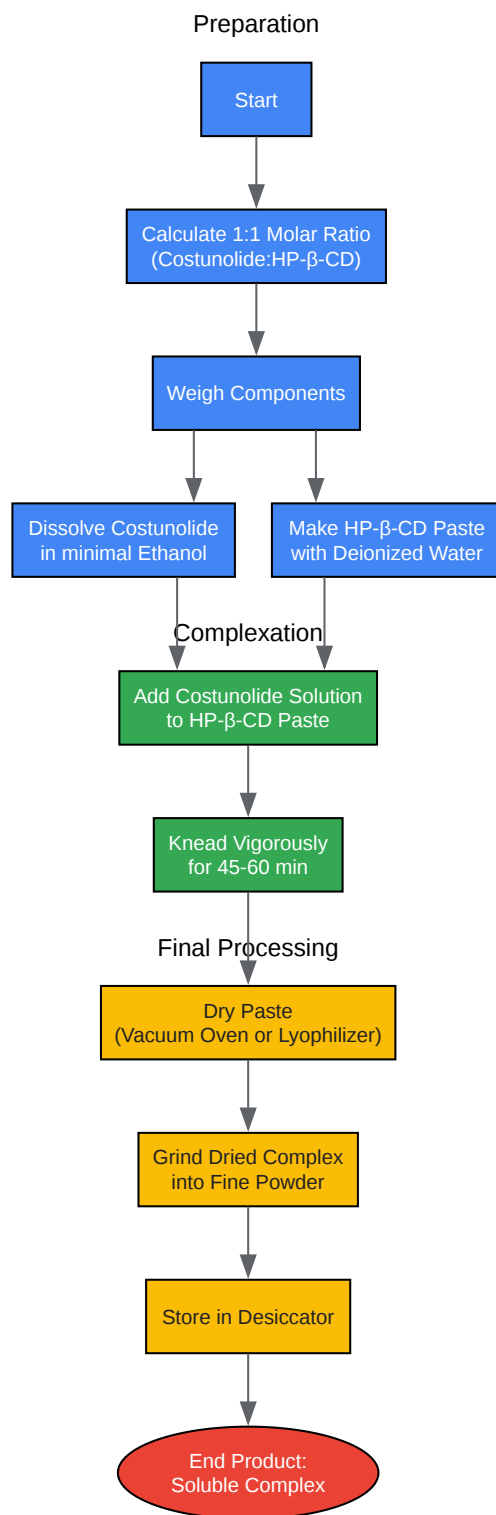 Preparation
Start
Calculate 1:1 Molar Ratio
(Costunolide:HP-β-CD)
Weigh Components
Dissolve Costunolide
in minimal Ethanol
Make HP-β-CD Paste
with Deionized Water
Complexation
Add Costunolide Solution
to HP-β-CD Paste
Knead Vigorously
for 45-60 min
Final Processing
Dry Paste
(Vacuum Oven or Lyophilizer)
Grind Dried Complex
into Fine Powder
Store in Desiccator
End Product:
Soluble Complex